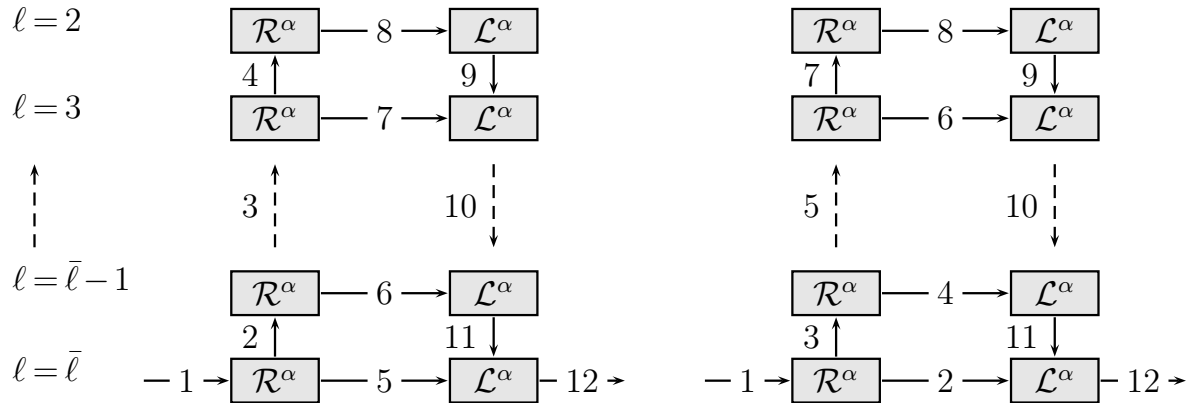 ℓ = 2 ℛ^α 8 ℒ^α ℛ^α 8 ℒ^α
4 9 7 9
ℓ = 3 ℛ^α 7 ℒ^α ℛ^α 6 ℒ^α
3 10 5 10
ℓ = ℓ̄ − 1 ℛ^α 6 ℒ^α ℛ^α 4 ℒ^α
2 11 3 11
ℓ = ℓ̄ 1 ℛ^α 5 ℒ^α 12 1 ℛ^α 2 ℒ^α 12